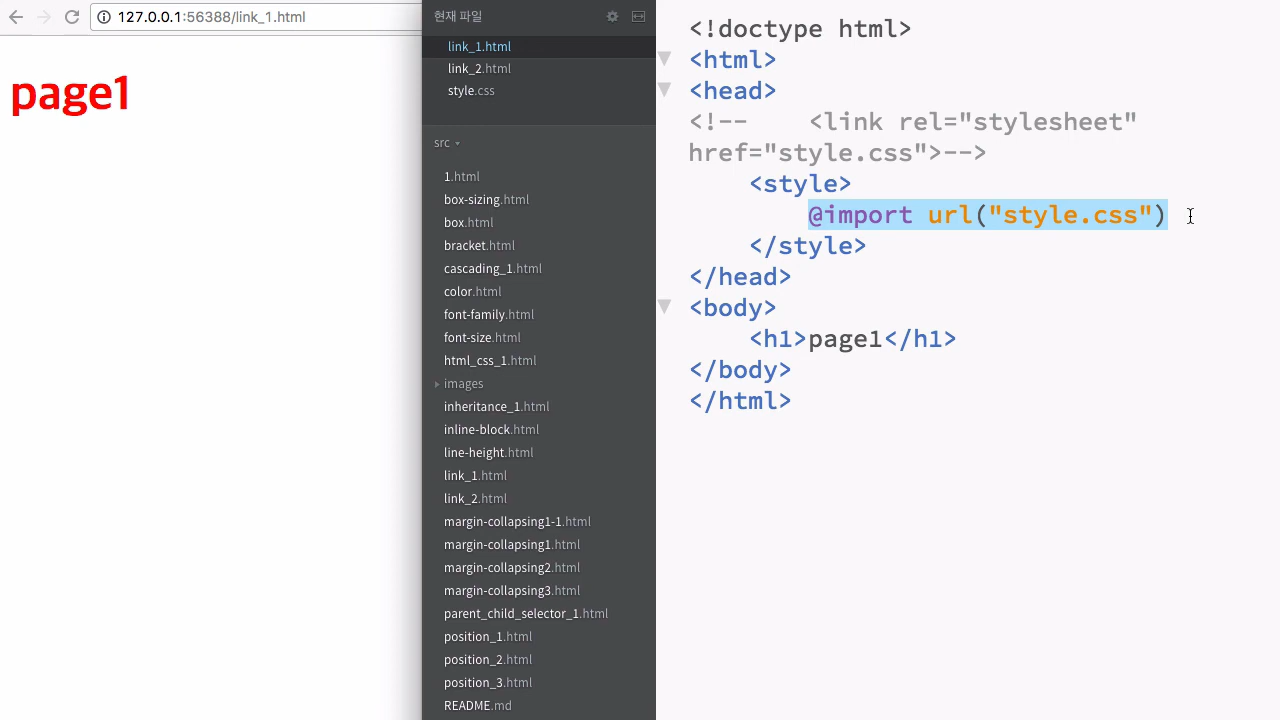 127.0.0.1:56388/link_1.html
page1
현재 파일
link_1.html
link_2.html
style.css
src
1.html
box-sizing.html
box.html
bracket.html
cascading_1.html
color.html
font-family.html
font-size.html
html_css_1.html
images
inheritance_1.html
inline-block.html
line-height.html
link_1.html
link_2.html
margin-collapsing1-1.html
margin-collapsing1.html
margin-collapsing2.html
margin-collapsing3.html
parent_child_selector_1.html
position_1.html
position_2.html
position_3.html
README.md
<!doctype html>
<html>
<head>
<!--    <link rel="stylesheet"
href="style.css">-->
    <style>
        @import url("style.css")
    </style>
</head>
<body>
    <h1>page1</h1>
</body>
</html>